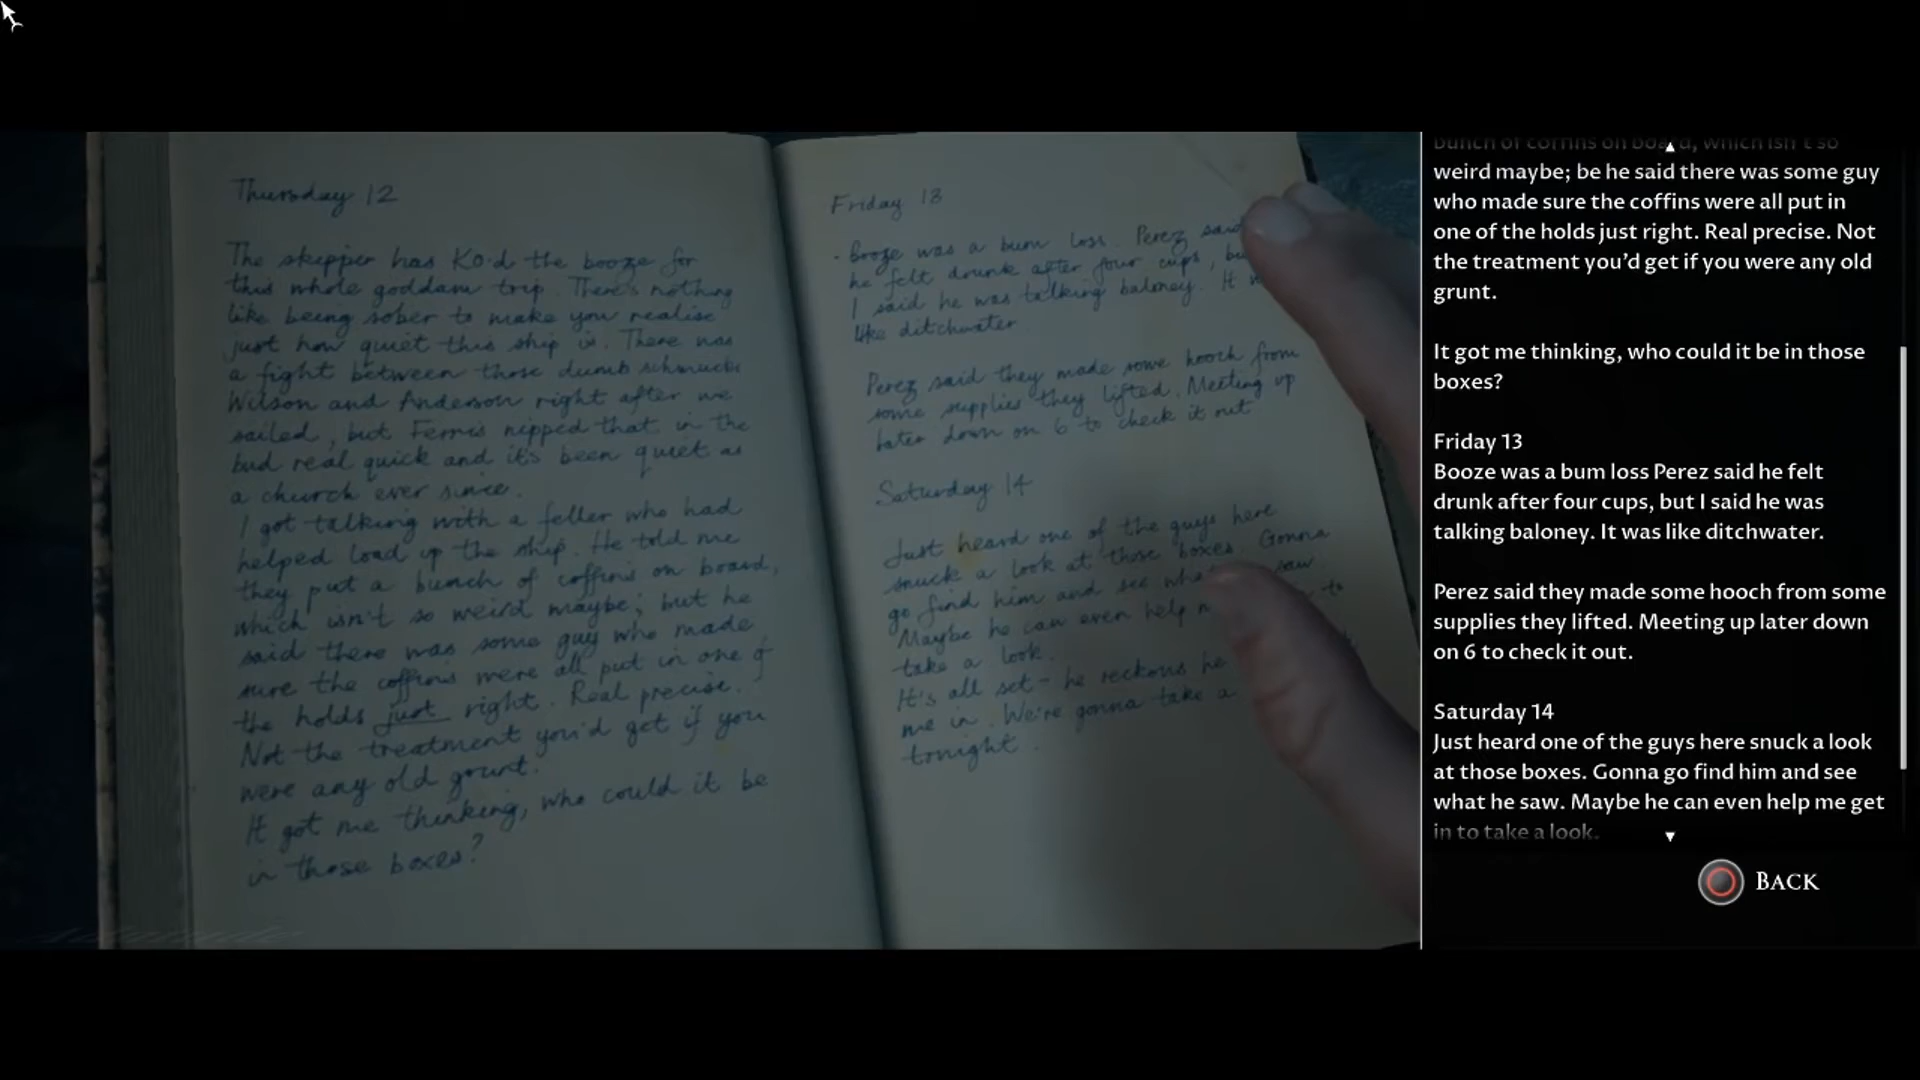 Thursday 12
The skipper has KO'd the booze for
this whole goddam trip. There's nothing
like being sober to make you realise
just how quiet this ship is. There was
a fight between those dumb schmucks
Wilson and Anderson right after we
sailed, but Ferris nipped that in the
bud real quick and it's been quiet as
a church ever since.
I got talking with a feller who had
helped load up the ship. He told me
they put a bunch of coffins on board,
which isn't so weird maybe; but he
said there was some guy who made
sure the coffins were all put in one of
the holds just right. Real precise.
Not the treatment you'd get if you
were any old grunt.
It got me thinking, who could it be
in those boxes?
Friday 13
Booze was a bum loss. Perez said
he felt drunk after four cups, but
I said he was talking baloney. It
like ditchwater.
Perez said they made some hooch from
some supplies they lifted. Meeting up
later down on 6 to check it out
Saturday 14
Just heard one of the guys here
snuck a look at those boxes. Gonna
go find him and see what saw
Maybe he can even help to
take a look.
It's all set - he reckons he
me in. We're gonna take a
tonight.
bunch of coffins on board, which isn't so
weird maybe; be he said there was some guy
who made sure the coffins were all put in
one of the holds just right. Real precise. Not
the treatment you'd get if you were any old
grunt.
It got me thinking, who could it be in those
boxes?
Friday 13
Booze was a bum loss Perez said he felt
drunk after four cups, but I said he was
talking baloney. It was like ditchwater.
Perez said they made some hooch from some
supplies they lifted. Meeting up later down
on 6 to check it out.
Saturday 14
Just heard one of the guys here snuck a look
at those boxes. Gonna go find him and see
what he saw. Maybe he can even help me get
in to take a look.
BACK